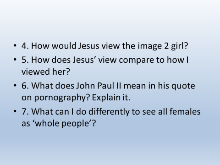 • 4. How would Jesus view the image 2 girl?
• 5. How does Jesus' view compare to how I
viewed her?
• 6. What does John Paul II mean in his quote
on pornography? Explain it.
• 7. What can I do differently to see all females
as 'whole people'?